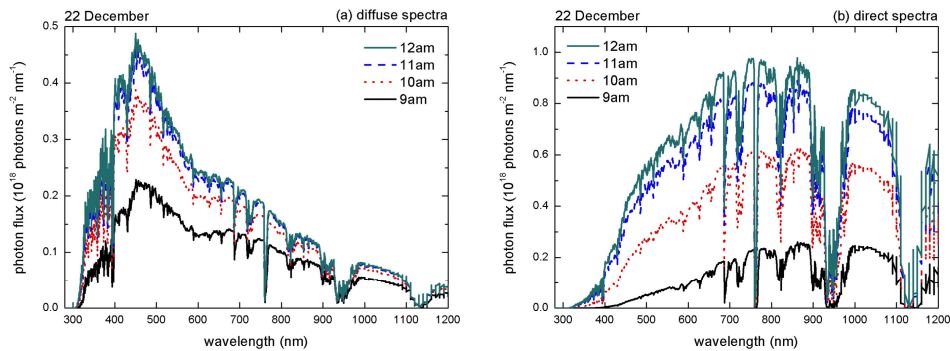 22 December (a) diffuse spectra
0.5
0.4
0.3
0.2
0.1
0.0
photon flux (10¹⁸ photons m⁻² nm⁻¹)
12am
11am
10am
9am
300 400 500 600 700 800 900 1000 1100 1200
wavelength (nm)
22 December (b) direct spectra
1.0
0.8
0.6
0.4
0.2
0.0
photon flux (10¹⁸ photons m⁻² nm⁻¹)
12am
11am
10am
9am
300 400 500 600 700 800 900 1000 1100 1200
wavelength (nm)